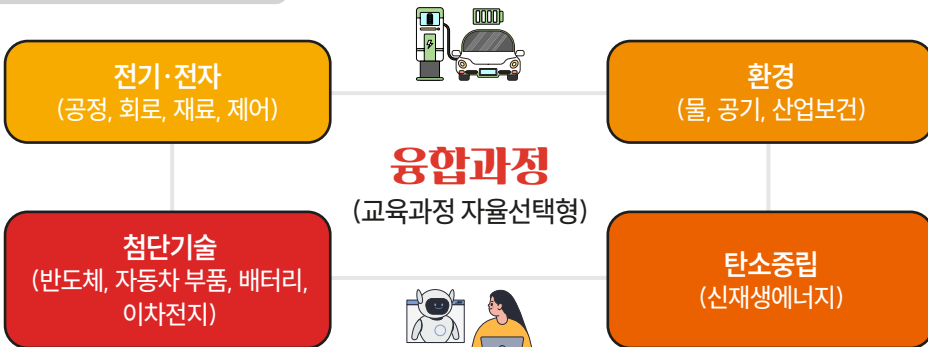 전기·전자
(공정, 회로, 재료, 제어)
환경
(물, 공기, 산업보건)
융합과정
(교육과정 자율선택형)
첨단기술
(반도체, 자동차 부품, 배터리,
이차전지)
탄소중립
(신재생에너지)